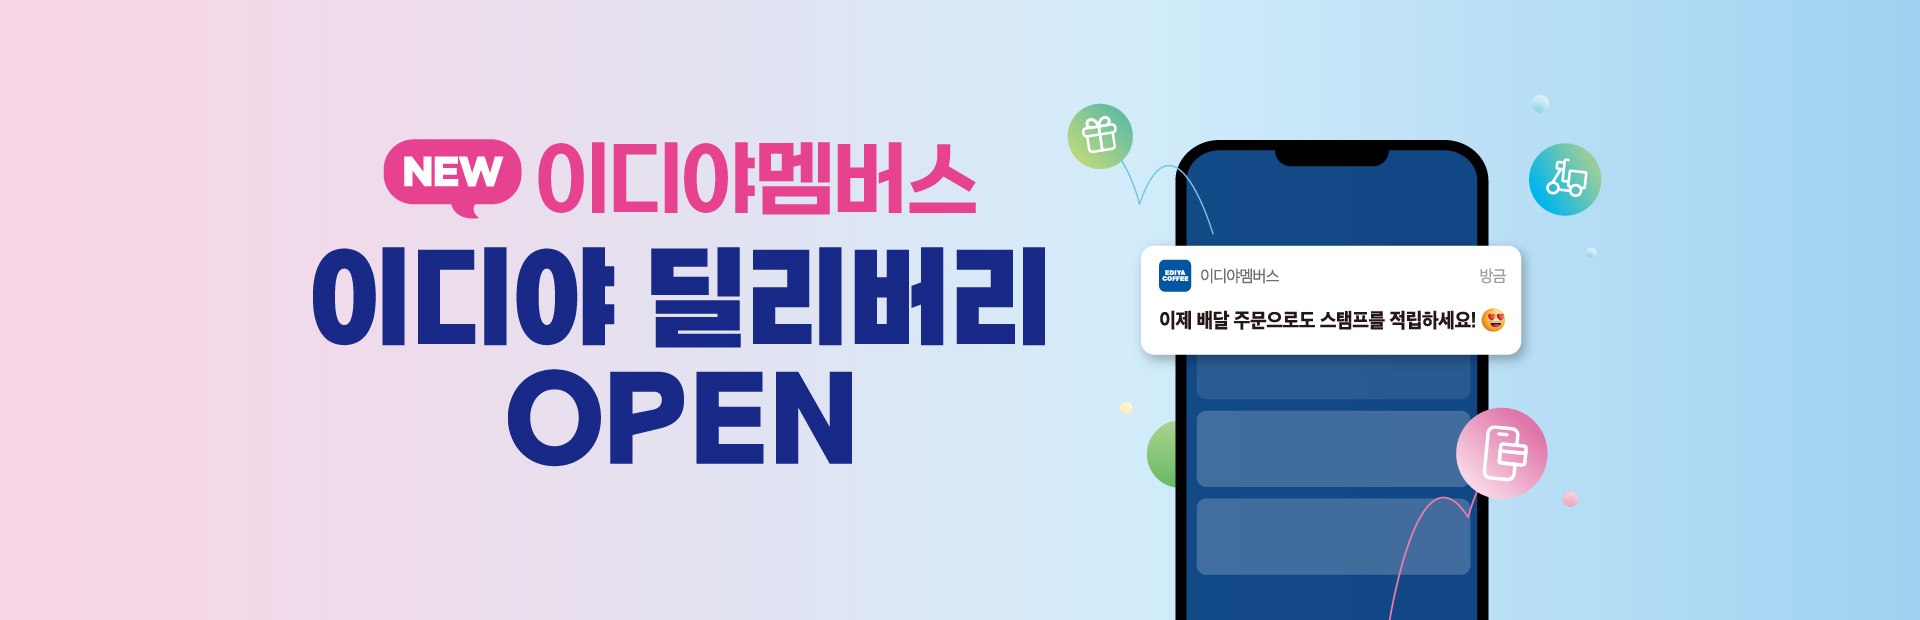 NEW 이디야멤버스
이디야 딜리버리
OPEN
EDIYA
COFFEE
이디야멤버스
방금
이제 배달 주문으로도 스탬프를 적립하세요! 😍